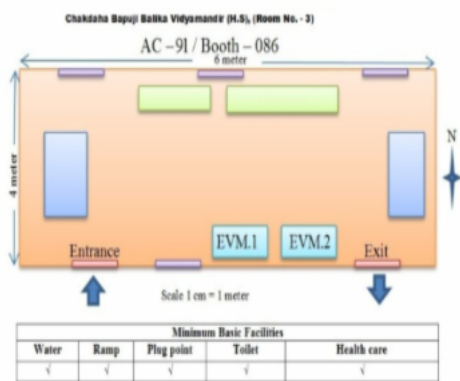 Chakdaha Bapuji Balika Vidyamandir (H.S), (Room No. - 3)
AC – 91 / Booth – 086
6 meter
4 meter
N
EVM.1 EVM.2
Entrance Exit
Scale 1 cm = 1 meter
Minimum Basic Facilities
Water Ramp Plug point Toilet Health care
√ √ √ √ √